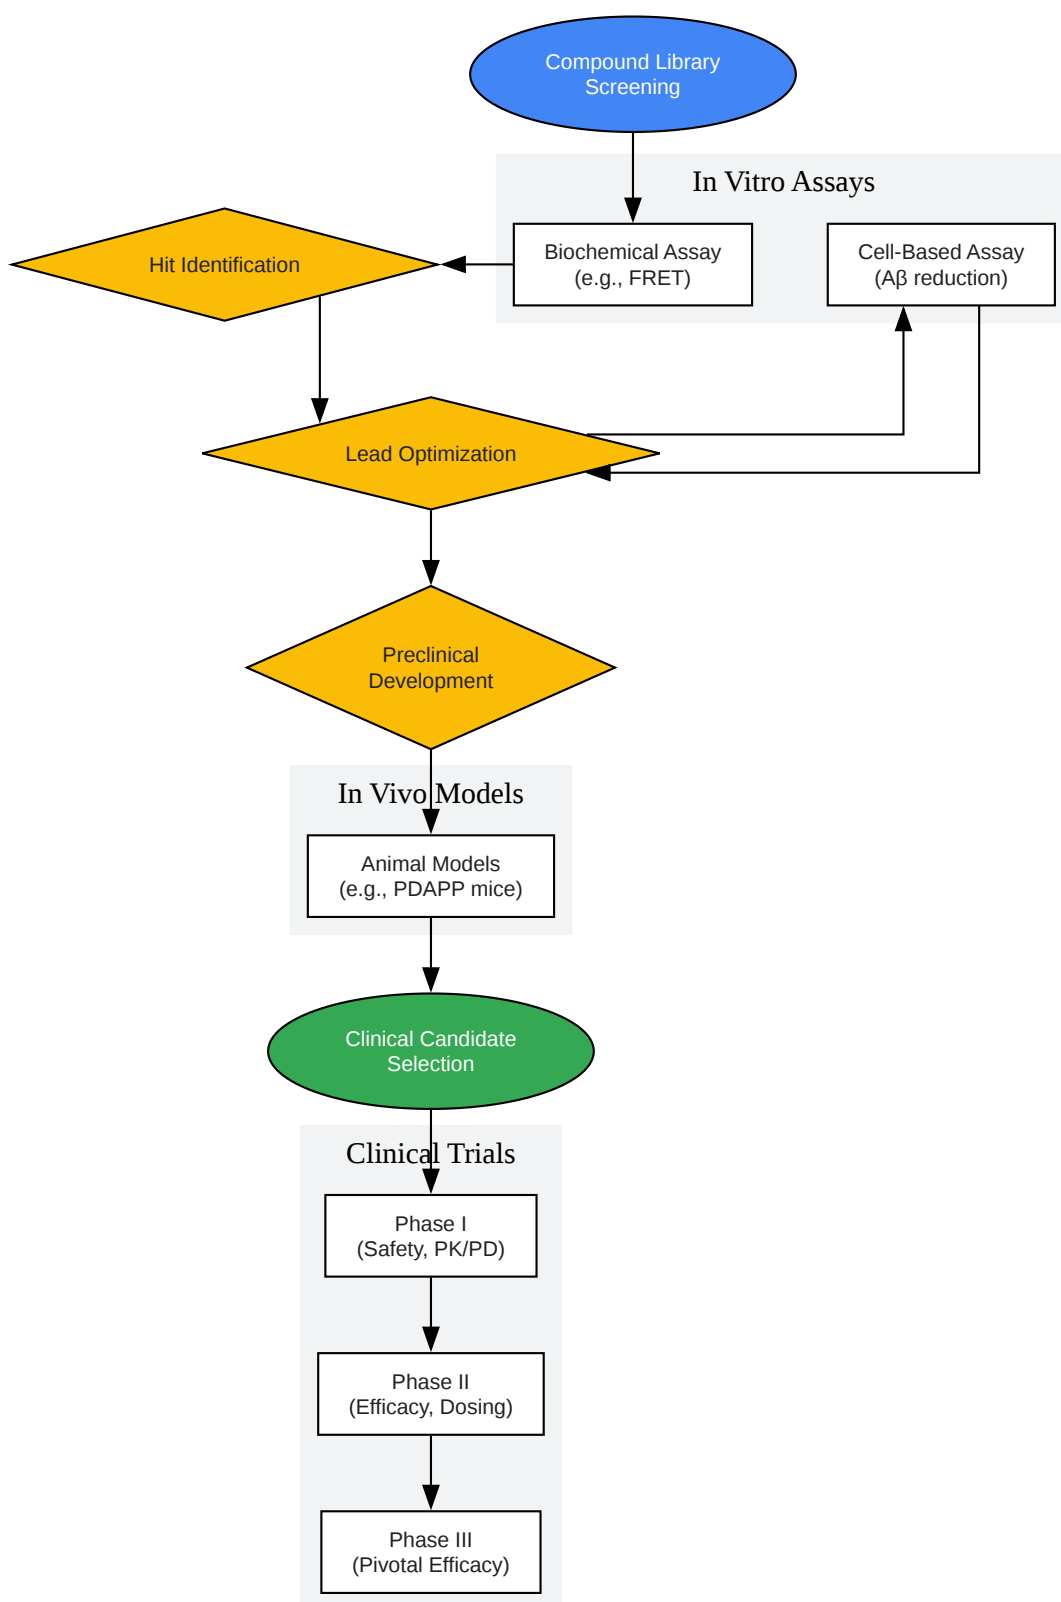 Compound Library
Screening
In Vitro Assays
Biochemical Assay
(e.g., FRET)
Cell-Based Assay
(Aβ reduction)
Hit Identification
Lead Optimization
Preclinical
Development
In Vivo Models
Animal Models
(e.g., PDAPP mice)
Clinical Candidate
Selection
Clinical Trials
Phase I
(Safety, PK/PD)
Phase II
(Efficacy, Dosing)
Phase III
(Pivotal Efficacy)